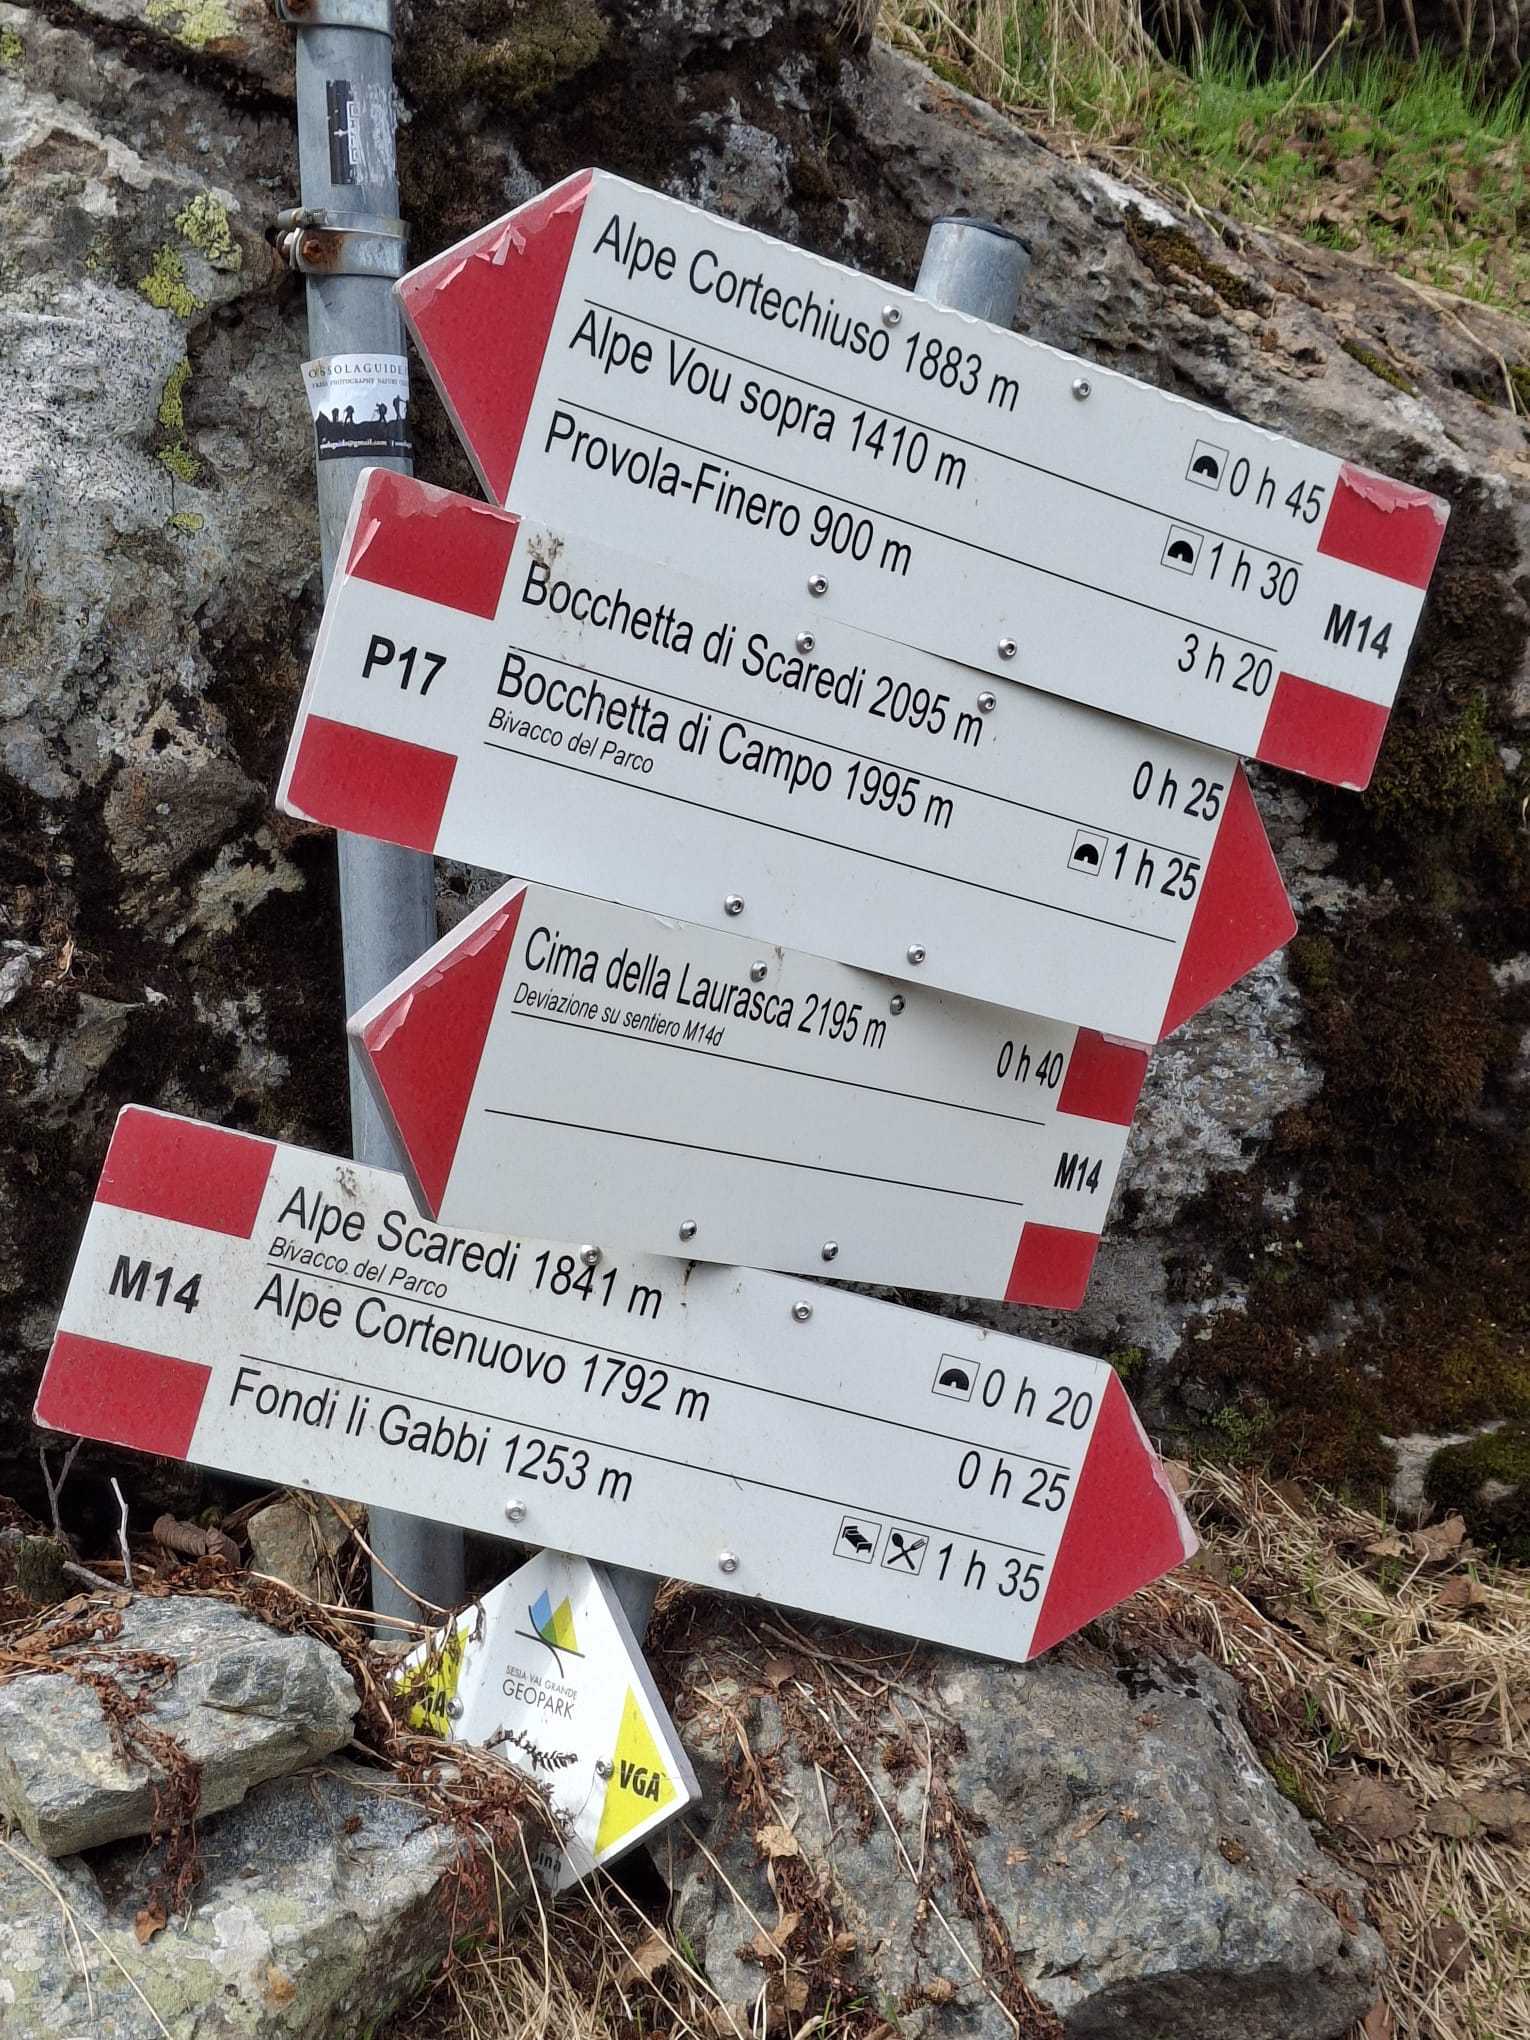 OSSOLAGUIDE.
TREKS PHOTOGRAPHY NATURE
Alpe Cortechiuso 1883 m 0 h 45
Alpe Vou sopra 1410 m 1 h 30
Provola-Finero 900 m 3 h 20
M14
P17
Bocchetta di Scaredi 2095 m 0 h 25
Bocchetta di Campo 1995 m 1 h 25
Bivacco del Parco
Cima della Laurasca 2195 m 0 h 40
Deviazione su sentiero M14d
M14
M14
Alpe Scaredi 1841 m 0 h 20
Bivacco del Parco
Alpe Cortenuovo 1792 m 0 h 25
Fondi li Gabbi 1253 m 1 h 35
SESIA VAL GRANDE
GEOPARK
VGA